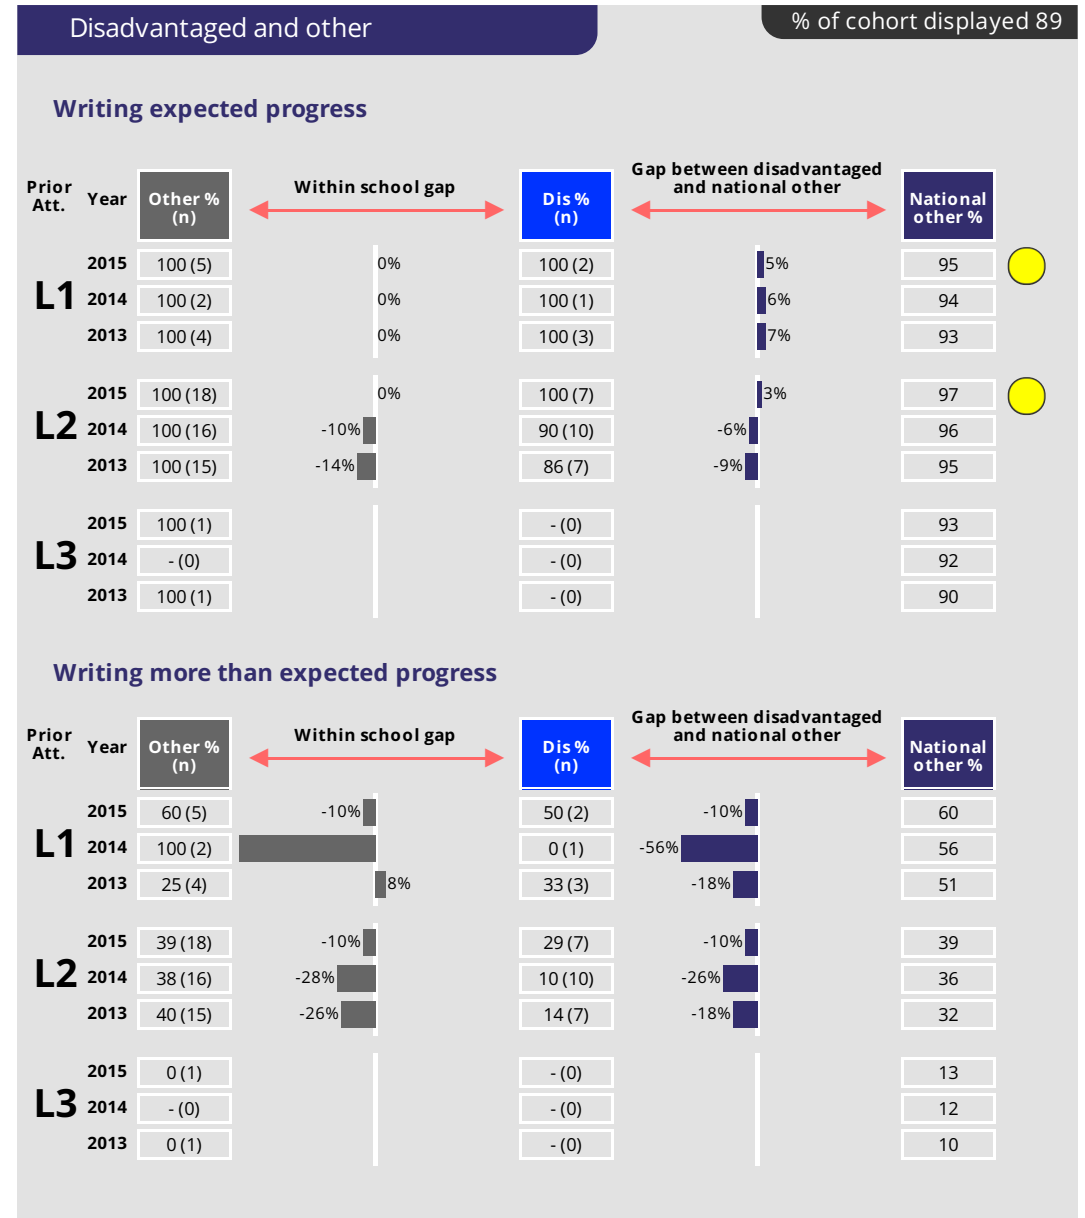 Disadvantaged and other
% of cohort displayed 89
Writing expected progress
Prior Att. Year Other % (n) Within school gap Dis % (n) Gap between disadvantaged and national other National other %
L1
2015 100 (5) 0% 100 (2) 5% 95
2014 100 (2) 0% 100 (1) 6% 94
2013 100 (4) 0% 100 (3) 7% 93
L2
2015 100 (18) 0% 100 (7) 3% 97
2014 100 (16) -10% 90 (10) -6% 96
2013 100 (15) -14% 86 (7) -9% 95
L3
2015 100 (1) - (0) 93
2014 - (0) - (0) 92
2013 100 (1) - (0) 90
Writing more than expected progress
Prior Att. Year Other % (n) Within school gap Dis % (n) Gap between disadvantaged and national other National other %
L1
2015 60 (5) -10% 50 (2) -10% 60
2014 100 (2) 0 (1) -56% 56
2013 25 (4) 8% 33 (3) -18% 51
L2
2015 39 (18) -10% 29 (7) -10% 39
2014 38 (16) -28% 10 (10) -26% 36
2013 40 (15) -26% 14 (7) -18% 32
L3
2015 0 (1) - (0) 13
2014 - (0) - (0) 12
2013 0 (1) - (0) 10